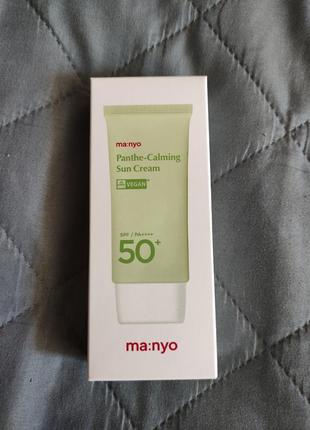 ma:nyo
Panthe-Calming
Sun Cream
VEGAN
SPF / PA++++
50+
ma:nyo